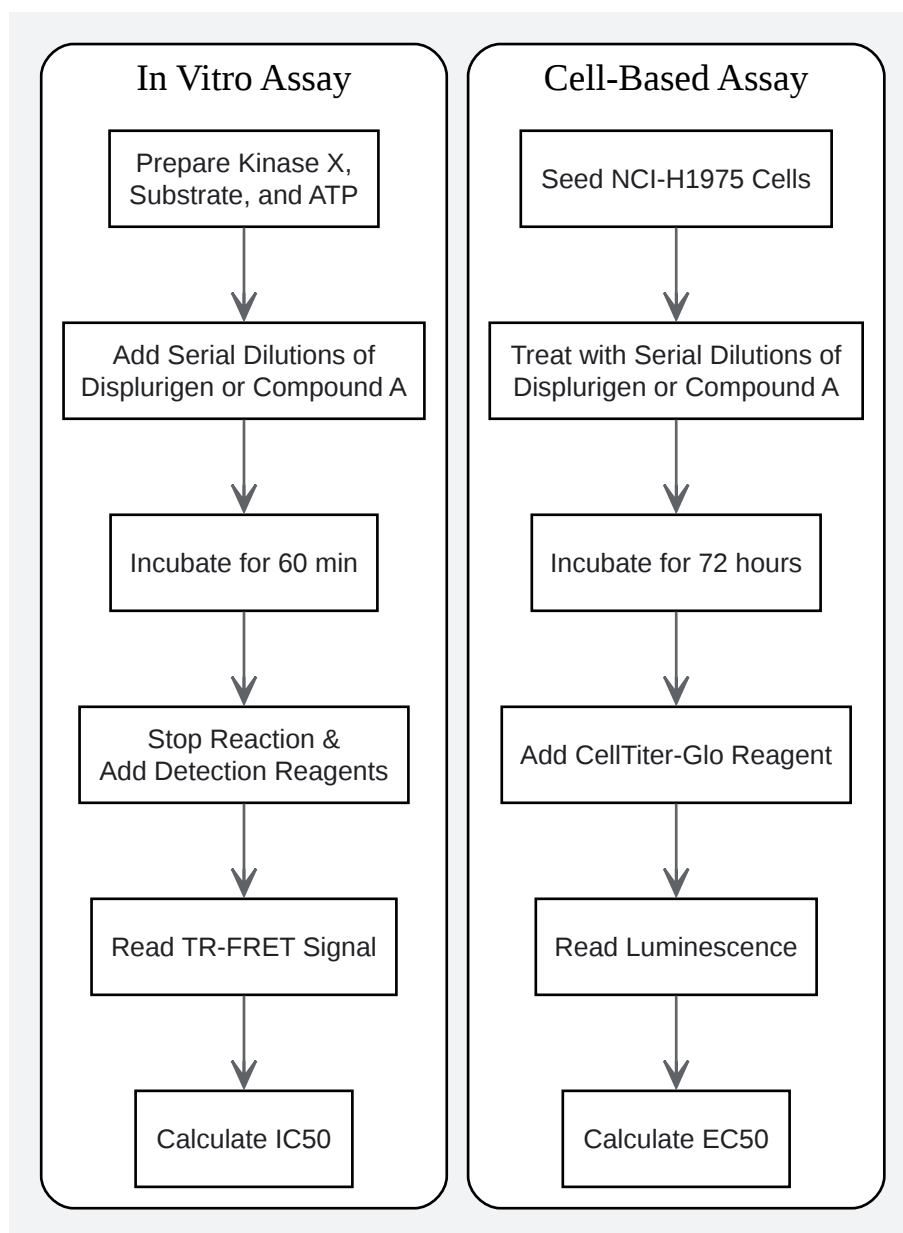 In Vitro Assay
Prepare Kinase X,
Substrate, and ATP
Add Serial Dilutions of
Displurigen or Compound A
Incubate for 60 min
Stop Reaction &
Add Detection Reagents
Read TR-FRET Signal
Calculate IC50
Cell-Based Assay
Seed NCI-H1975 Cells
Treat with Serial Dilutions of
Displurigen or Compound A
Incubate for 72 hours
Add CellTiter-Glo Reagent
Read Luminescence
Calculate EC50